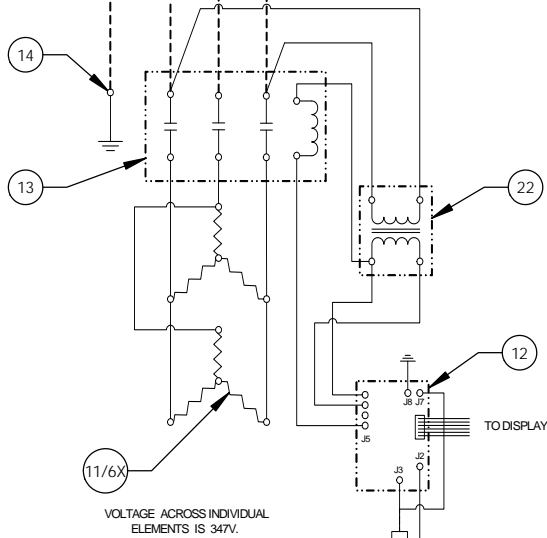 14
13
22
12
J8 J7
TO DISPLAY
J5
J3
J2
11/6X
VOLTAGE ACROSS INDIVIDUAL
ELEMENTS IS 347V.